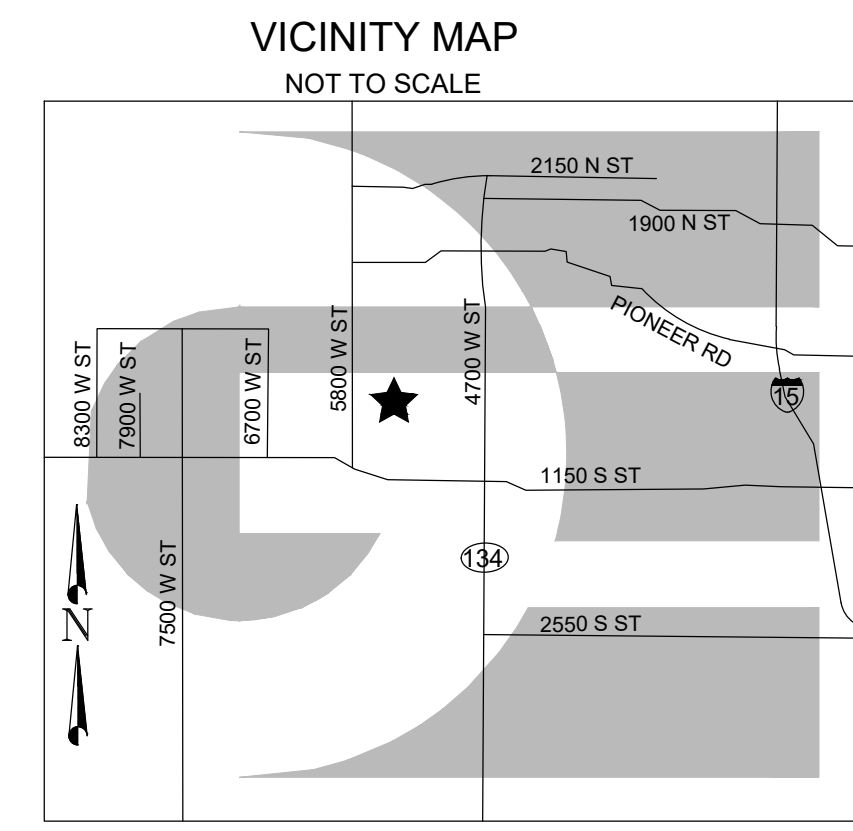 VICINITY MAP
NOT TO SCALE
2150 N ST
1900 N ST
PIONEER RD
8300 W ST
7900 W ST
6700 W ST
5800 W ST
4700 W ST
15
1150 S ST
7500 W ST
134
N
2550 S ST